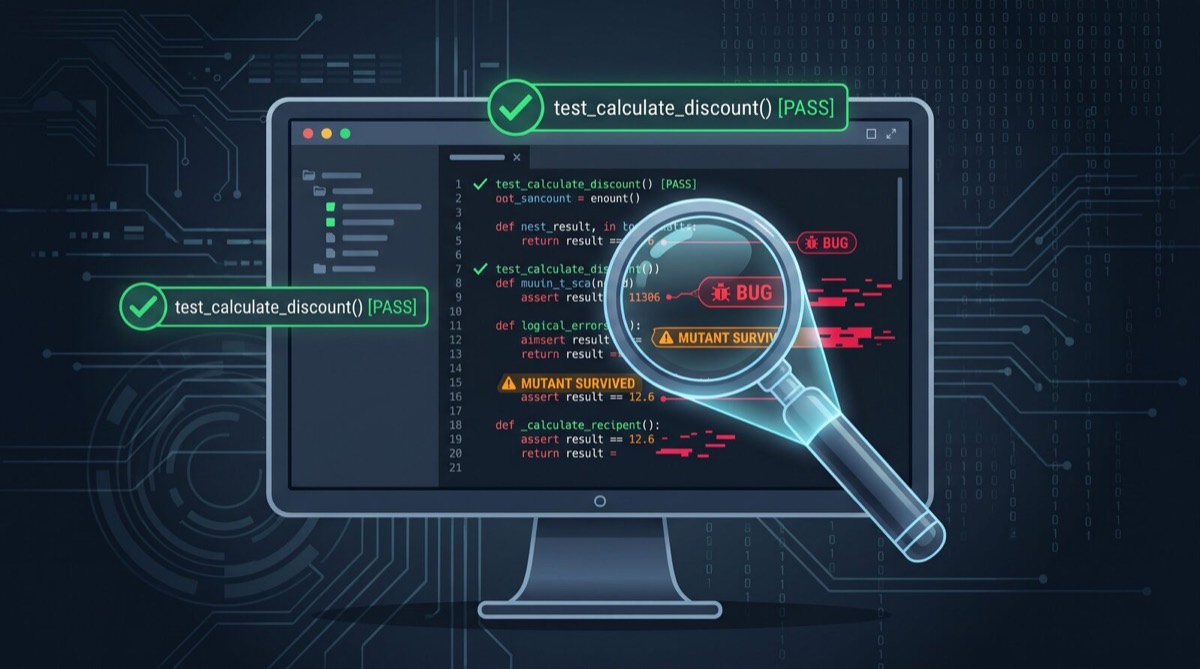 test_calculate_discount() [PASS]
test_calculate_discount() [PASS]
1 test_calculate_discount() [PASS]
2 oot_sancount = enount()
3
4 def nest_result, in
5 return result == 6
BUG
6
7 test_calculate_dis nt())
8 def muuin_t_sca(n d)
9 assert result 11306
BUG
10
11 def logical_errors ):
12 aimsert result ==
MUTANT SURVIV
13 return result =
14
15 MUTANT SURVIVED
16 assert result == 12.6
17
18 def _calculate_recipent():
19 assert result == 12.6
20 return result =
21